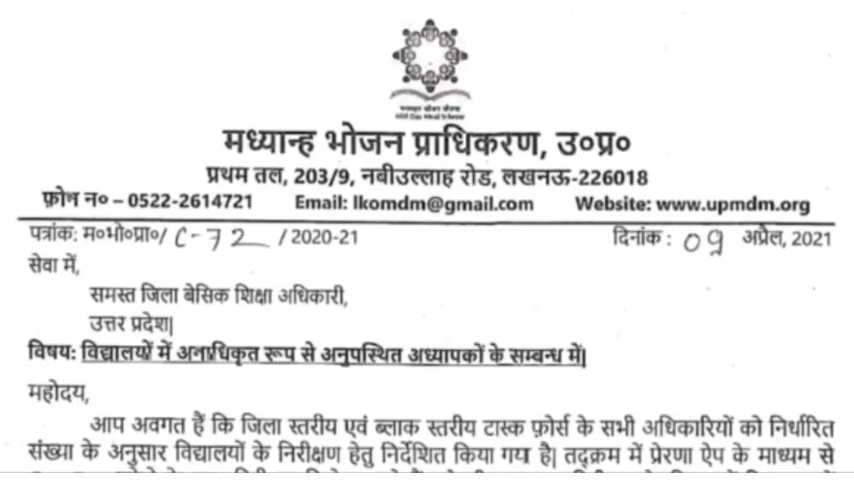 मध्यान्ह भोजन प्राधिकरण, उ०प्र०
प्रथम तल, 203/9, नबीउल्लाह रोड, लखनऊ-226018
फ़ोन न० – 0522-2614721 Email: lkomdm@gmail.com Website: www.upmdm.org
पत्रांक: म०भो०प्रा०/ C-72 / 2020-21 दिनांक : 09 अप्रैल, 2021
सेवा में,
समस्त जिला बेसिक शिक्षा अधिकारी,
उत्तर प्रदेश|
विषय: विद्यालयों में अनाधिकृत रूप से अनुपस्थित अध्यापकों के सम्बन्ध में|
महोदय,
आप अवगत हैं कि जिला स्तरीय एवं ब्लाक स्तरीय टास्क फ़ोर्स के सभी अधिकारियों को निर्धारित
संख्या के अनुसार विद्यालयों के निरीक्षण हेतु निर्देशित किया गया है| तद्क्रम में प्रेरणा ऐप के माध्यम से